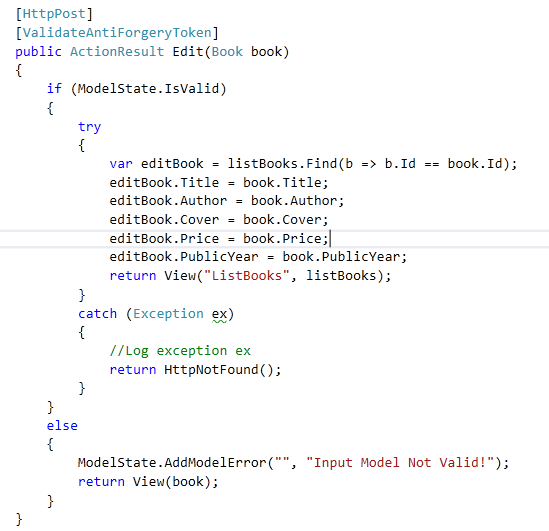 [HttpPost]
[ValidateAntiForgeryToken]
public ActionResult Edit(Book book)
{
    if (ModelState.IsValid)
    {
        try
        {
            var editBook = listBooks.Find(b => b.Id == book.Id);
            editBook.Title = book.Title;
            editBook.Author = book.Author;
            editBook.Cover = book.Cover;
            editBook.Price = book.Price;
            editBook.PublicYear = book.PublicYear;
            return View("ListBooks", listBooks);
        }
        catch (Exception ex)
        {
            //Log exception ex
            return HttpNotFound();
        }
    }
    else
    {
        ModelState.AddModelError("", "Input Model Not Valid!");
        return View(book);
    }
}